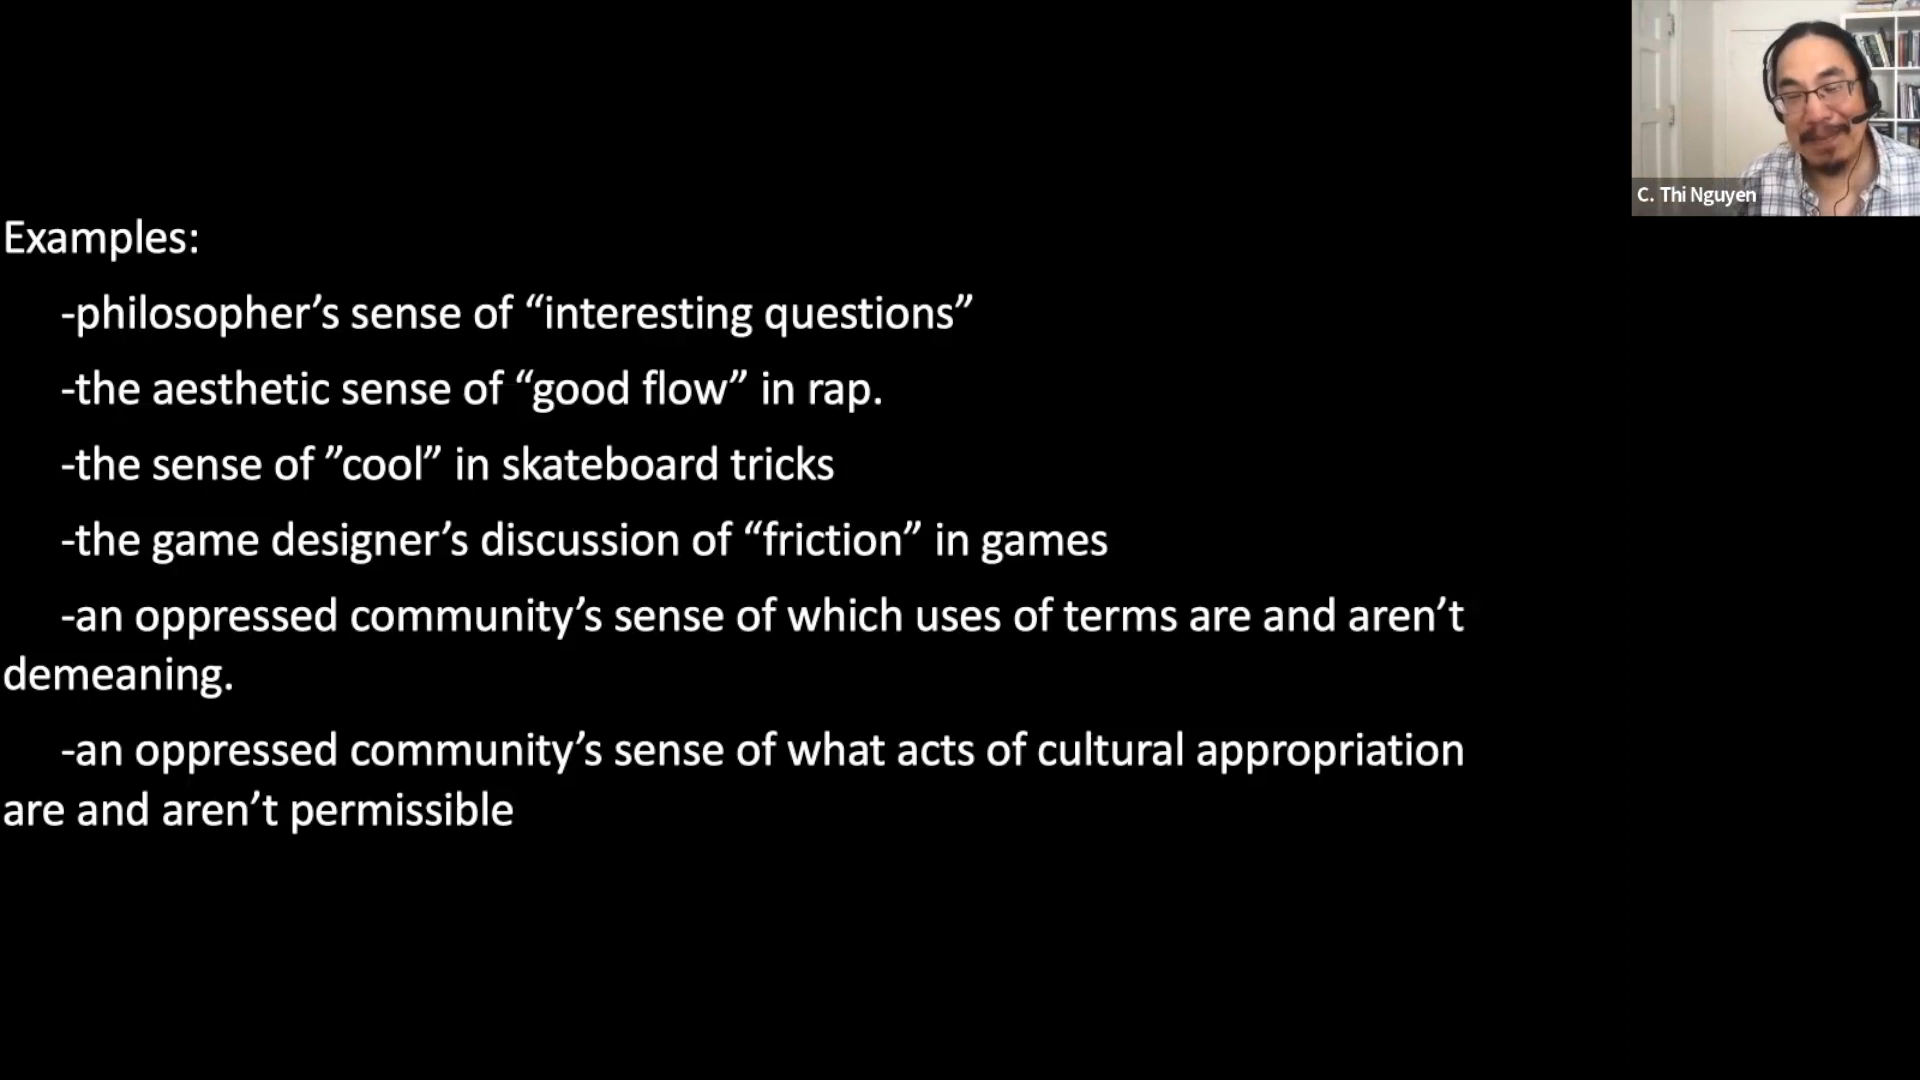 C. Thi Nguyen
Examples:
-philosopher’s sense of “interesting questions”
-the aesthetic sense of “good flow” in rap.
-the sense of ”cool” in skateboard tricks
-the game designer’s discussion of “friction” in games
-an oppressed community’s sense of which uses of terms are and aren’t
demeaning.
-an oppressed community’s sense of what acts of cultural appropriation
are and aren’t permissible